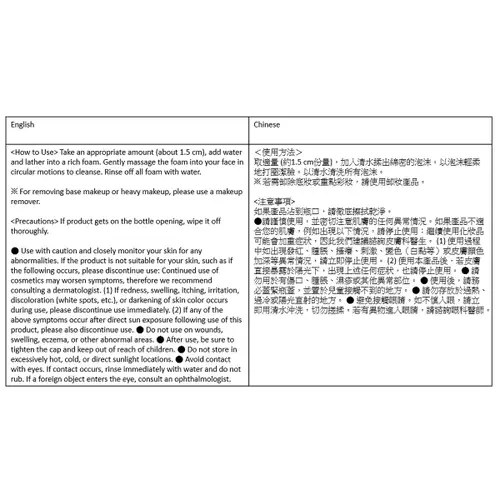 English
<How to Use> Take an appropriate amount (about 1.5 cm), add water
and lather into a rich foam. Gently massage the foam into your face in
circular motions to cleanse. Rinse off all foam with water.
※ For removing base makeup or heavy makeup, please use a makeup
remover.
<Precautions> If product gets on the bottle opening, wipe it off
thoroughly.
● Use with caution and closely monitor your skin for any
abnormalities. If the product is not suitable for your skin, such as if
the following occurs, please discontinue use: Continued use of
cosmetics may worsen symptoms, therefore we recommend
consulting a dermatologist. (1) If redness, swelling, itching, irritation,
discoloration (white spots, etc.), or darkening of skin color occurs
during use, please discontinue use immediately. (2) If any of the
above symptoms occur after direct sun exposure following use of this
product, please also discontinue use. ● Do not use on wounds,
swelling, eczema, or other abnormal areas. ● After use, be sure to
tighten the cap and keep out of reach of children. ● Do not store in
excessively hot, cold, or direct sunlight locations. ● Avoid contact
with eyes. If contact occurs, rinse immediately with water and do not
rub. If a foreign object enters the eye, consult an ophthalmologist.
Chinese
＜使用方法＞
取適量 (約1.5 cm份量)，加入清水揉出綿密的泡沫。以泡沫輕柔
地打圈潔臉。以清水清洗所有泡沫。
※ 若需卸除底妝或重點彩妝，請使用卸妝產品。
<注意事項>
如果產品沾到瓶口，請徹底擦拭乾淨。
●請謹慎使用，並密切注意肌膚的任何異常情況。如果產品不適
合您的肌膚，例如出現以下情況，請停止使用：繼續使用化妝品
可能會加重症狀，因此我們建議諮詢皮膚科醫生。 (1) 使用過程
中如出現發紅、腫脹、搔癢、刺激、變色（白點等）或皮膚顏色
加深等異常情況，請立即停止使用。 (2) 使用本產品後，若皮膚
直接暴露於陽光下，出現上述任何症狀，也請停止使用。 ● 請
勿用於有傷口、腫脹、濕疹或其他異常部位。 ● 使用後，請務
必蓋緊瓶蓋，並置於兒童接觸不到的地方。 ● 請勿存放於過熱、
過冷或陽光直射的地方。 ● 避免接觸眼睛。如不慎入眼，請立
即用清水沖洗，切勿搓揉。若有異物進入眼睛，請諮詢眼科醫師。